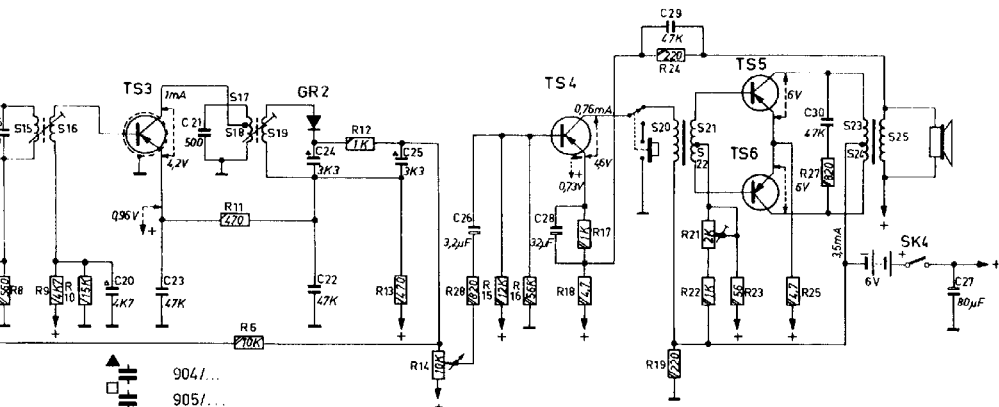 C29
47K
220
R24
TS5
TS4
GR2
TS3
1mA
S17
C21
500
S18
S19
S15
S16
R12
1K
C24
3K3
C25
3K3
4,2V
0,76mA
46V
0,73V
S20
S21
S22
6V
C30
47K
S23
S24
S25
TS6
6V
R27
820
0,96V
R11
470
C26
3,2µF
C28
32µF
R17
1K
R21
2K
3,5mA
SK4
6V
C27
80µF
R8
R9
4K7
R10
15K
C20
4K7
C23
47K
C22
47K
R13
470
R28
820
R15
12K
R16
56K
R18
4,7
R22
1K
R23
56
R25
4,7
R6
10K
R14
10K
R19
220
904/...
905/...